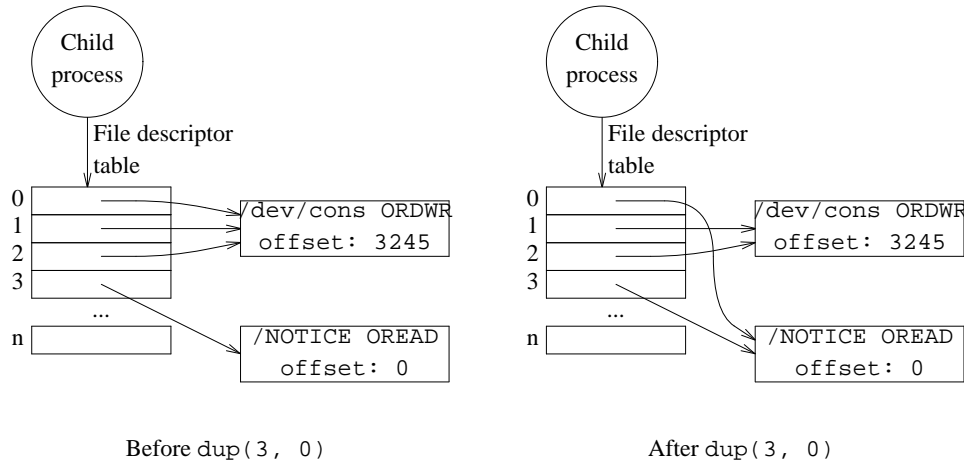 Child
process
File descriptor
table
0
1
2
3
...
n
/dev/cons ORDWR
offset: 3245
/NOTICE OREAD
offset: 0
Before dup(3, 0)
Child
process
File descriptor
table
0
1
2
3
...
n
/dev/cons ORDWR
offset: 3245
/NOTICE OREAD
offset: 0
After dup(3, 0)